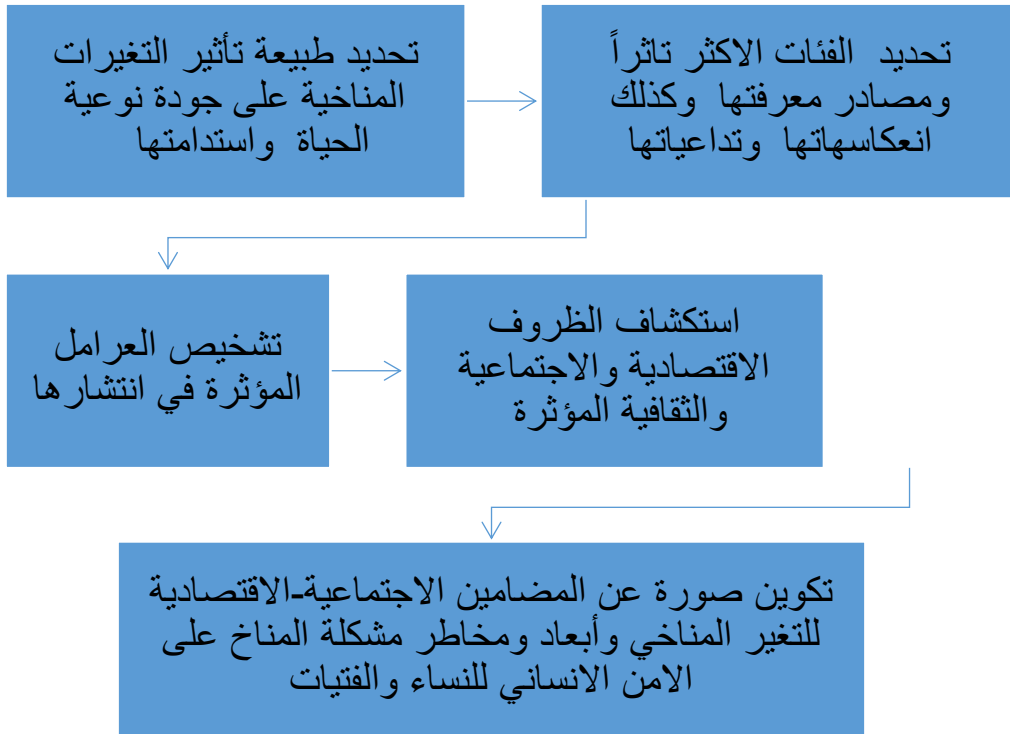 تحديد طبيعة تأثير التغيرات
المناخية على جودة نوعية
الحياة واستدامتها
تحديد الفئات الاكثر تاثراً
ومصادر معرفتها وكذلك
انعكاسهاتها وتداعياتها
تشخيص العرامل
المؤثرة في انتشارها
استكشاف الظروف
الاقتصادية والاجتماعية
والثقافية المؤثرة
تكوين صورة عن المضامين الاجتماعية-الاقتصادية
للتغير المناخي وأبعاد ومخاطر مشكلة المناخ على
الامن الانساني للنساء والفتيات